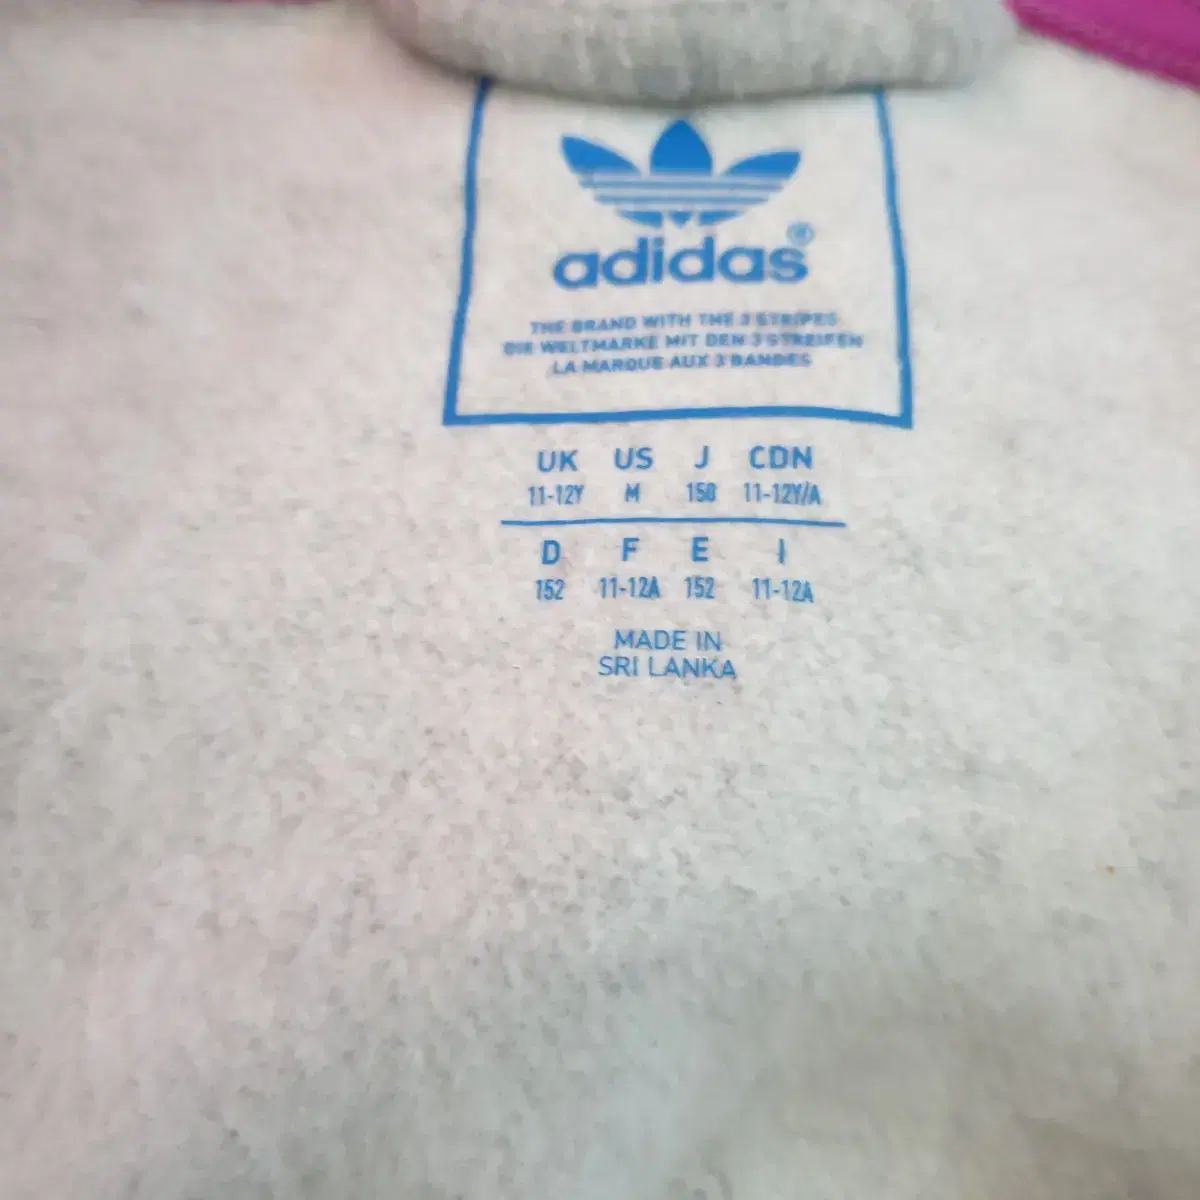 adidas®
THE BRAND WITH THE 3 STRIPES
DIE WELTMARKE MIT DEN 3 STREIFEN
LA MARQUE AUX 3 BANDES
UK US J CDN
11-12Y M 150 11-12Y/A
D F E I
152 11-12A 152 11-12A
MADE IN
SRI LANKA